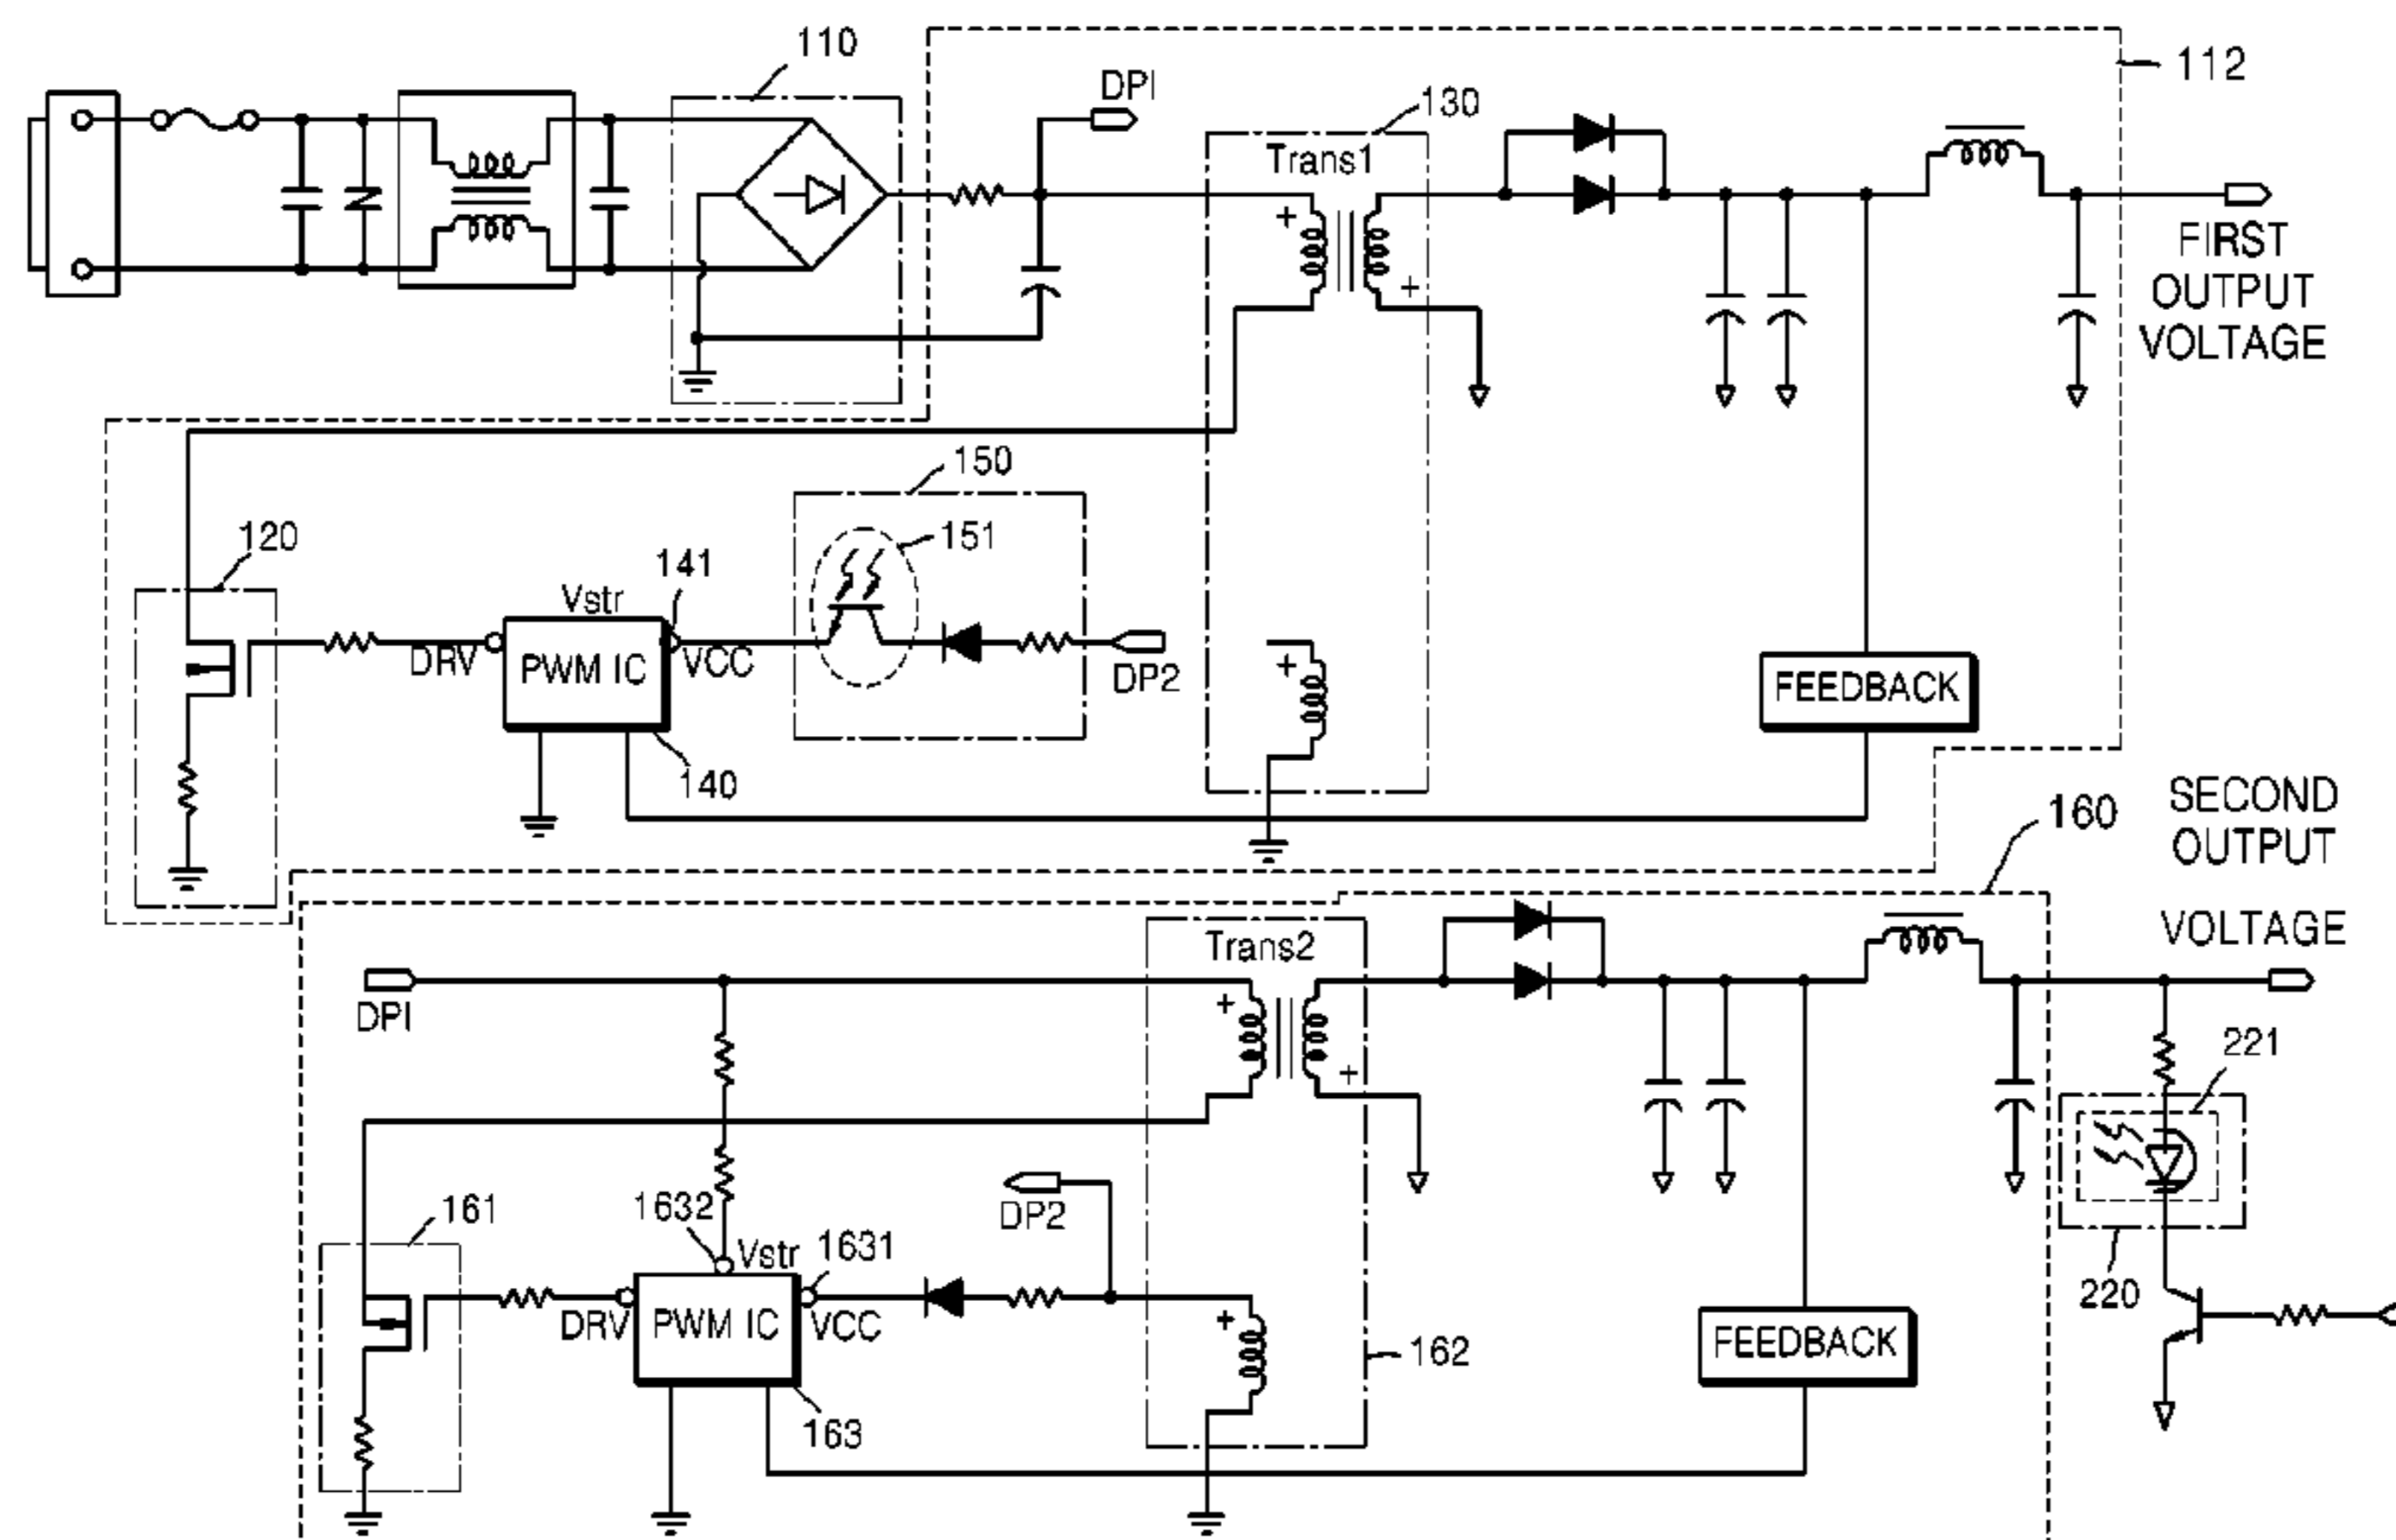 110
DPI
112
130
Trans1
FIRST
OUTPUT
VOLTAGE
150
151
120
141
Vstr
DRV
PWM IC
VCC
DP2
+
+
+
FEEDBACK
140
160
SECOND
OUTPUT
VOLTAGE
Trans2
DPI
+
+
221
DP2
161
1632
Vstr
1631
DRV
PWM IC
VCC
+
220
FEEDBACK
162
163